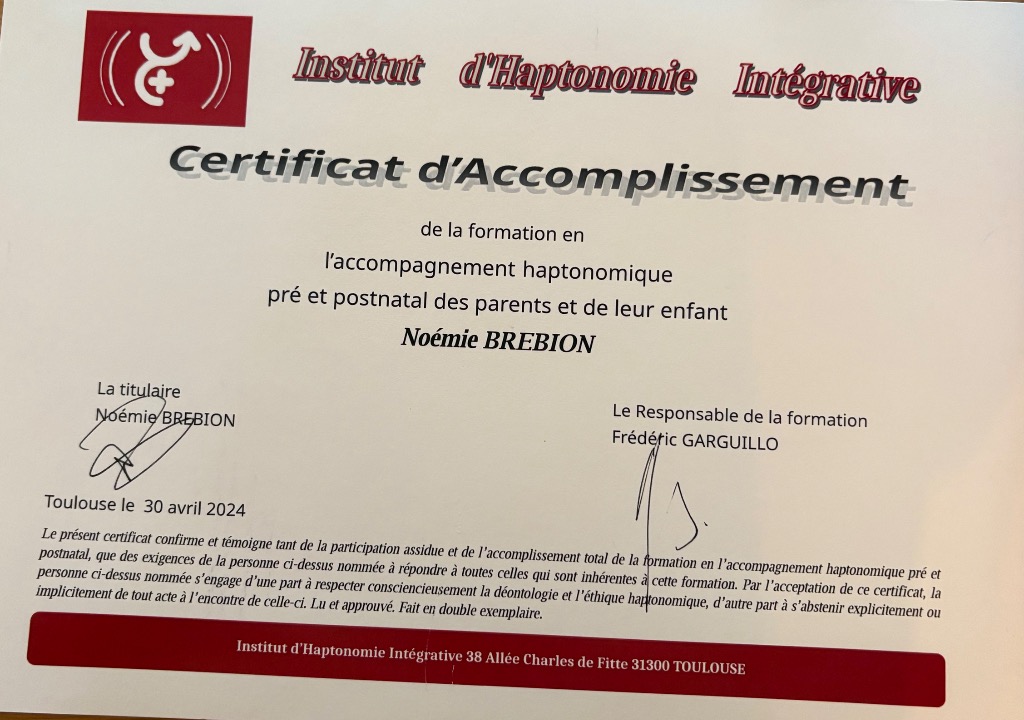 Institut d'Haptonomie Intégrative
Certificat d'Accomplissement
de la formation en
l'accompagnement haptonomique
pré et postnatal des parents et de leur enfant
Noémie BREBION
La titulaire
Noémie BREBION
Le Responsable de la formation
Frédéric GARGUILLO
Toulouse le 30 avril 2024
Le présent certificat confirme et témoigne tant de la participation assidue et de l'accomplissement total de la formation en l'accompagnement haptonomique pré et
postnatal, que des exigences de la personne ci-dessus nommée à répondre à toutes celles qui sont inhérentes à cette formation. Par l'acceptation de ce certificat, la
personne ci-dessus nommée s'engage d'une part à respecter consciencieusement la déontologie et l'éthique haptonomique, d'autre part à s'abstenir explicitement ou
implicitement de tout acte à l'encontre de celle-ci. Lu et approuvé. Fait en double exemplaire.
Institut d'Haptonomie Intégrative 38 Allée Charles de Fitte 31300 TOULOUSE